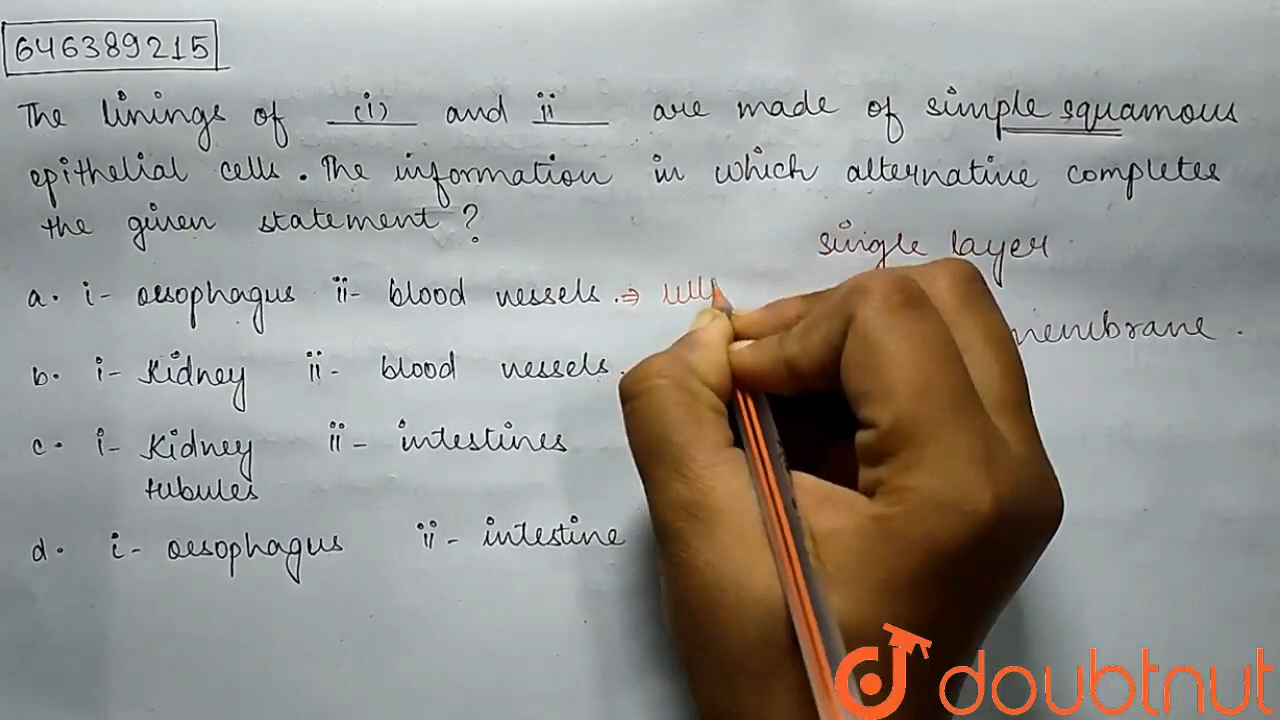 646389215
The linings of (i) and ii are made of simple squamous
epithelial cells. The information in which alternative completes
the given statement?
single layer
a. i- oesophagus ii- blood vessels. ⇒
membrane.
b. i- Kidney ii- blood vessels.
c. i- Kidney ii- intestines
tubules
d. i- oesophagus ii- intestine
doubtnut